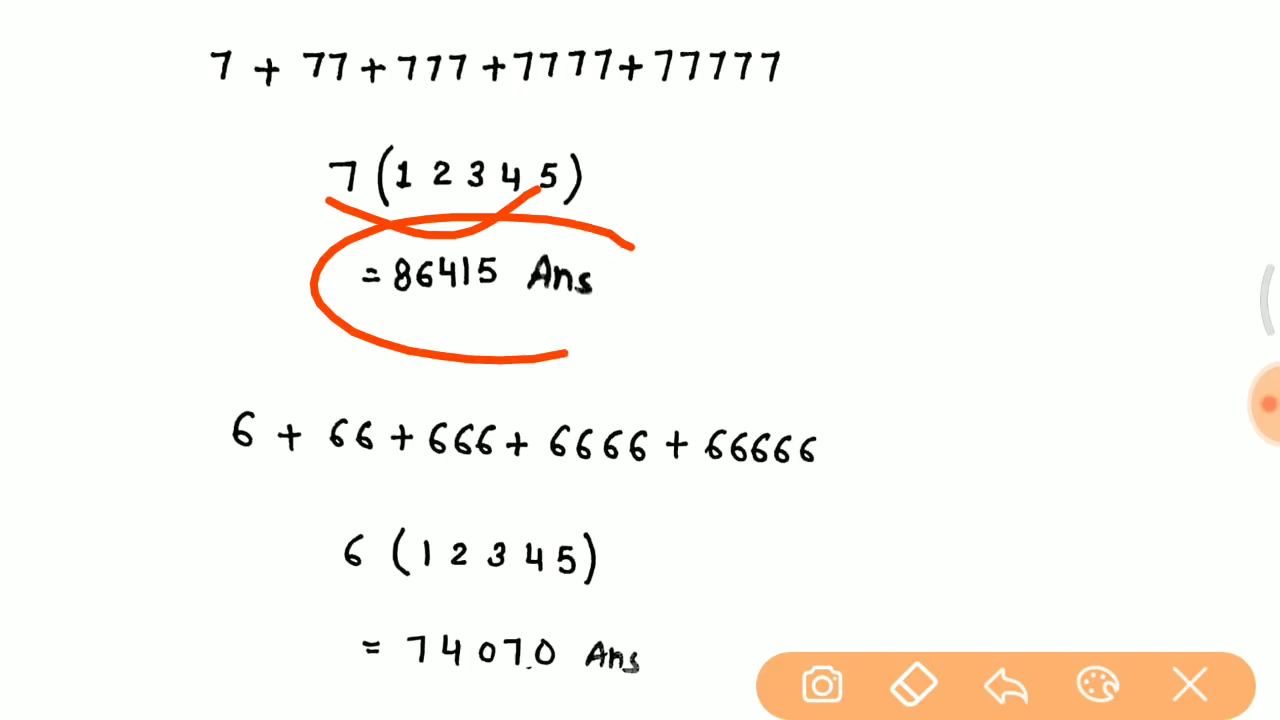 7 + 77 + 777 + 7777 + 77777
7 (1 2 3 4 5)
= 86415 Ans
6 + 66 + 666 + 6666 + 66666
6 (1 2 3 4 5)
= 74070 Ans